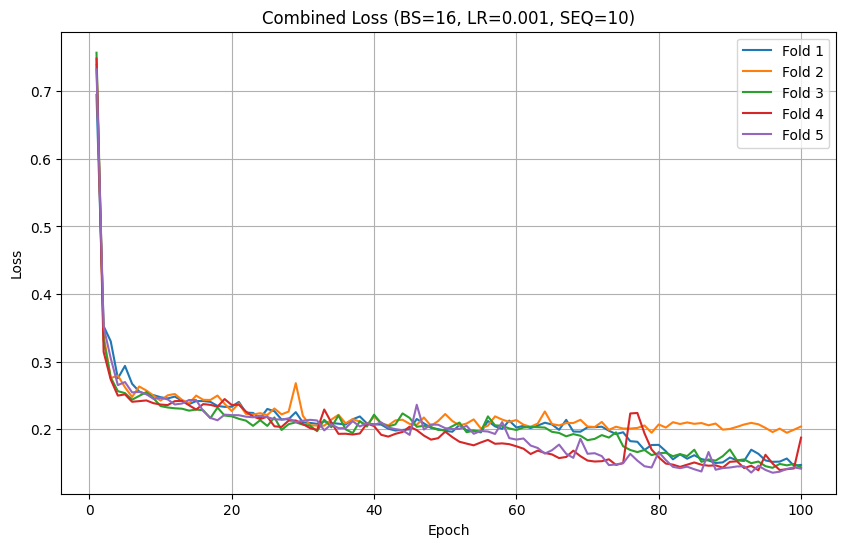 Combined Loss (BS=16, LR=0.001, SEQ=10)
Fold 1
Fold 2
Fold 3
Fold 4
Fold 5
0.7
0.6
0.5
0.4
0.3
0.2
Loss
0
20
40
60
80
100
Epoch